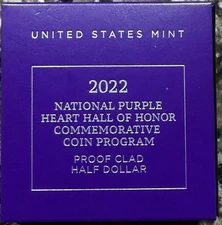 UNITED STATES MINT
2022
NATIONAL PURPLE
HEART HALL OF HONOR
COMMEMORATIVE
COIN PROGRAM
PROOF CLAD
HALF DOLLAR